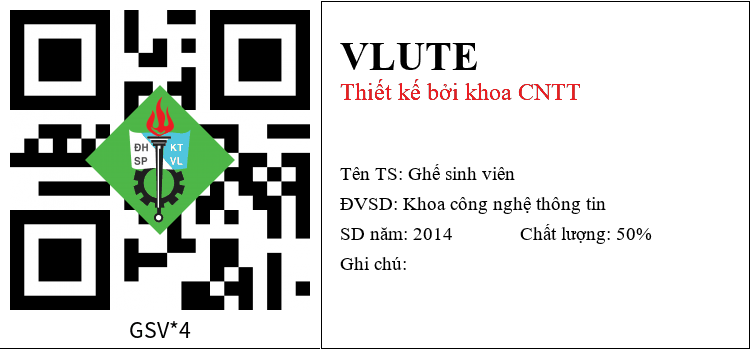 ĐH KT
SP VL
GSV*4
VLUTE
Thiết kế bởi khoa CNTT
Tên TS: Ghế sinh viên
ĐVSD: Khoa công nghệ thông tin
SD năm: 2014 Chất lượng: 50%
Ghi chú: